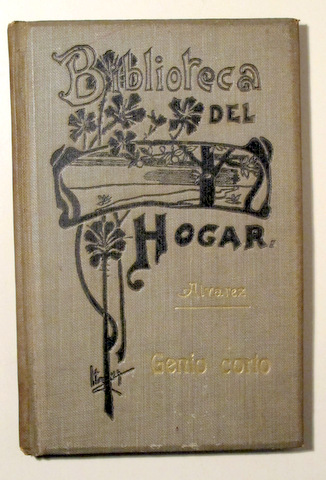 Biblioteca
DEL
HOGAR
Alvarez
Genio corto